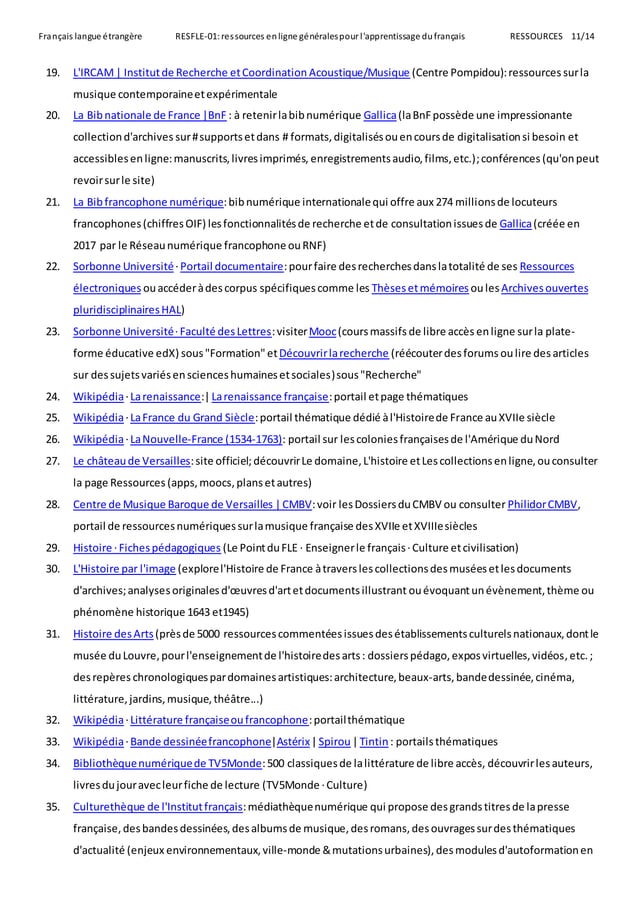 Français langue étrangère RESFLE-01: ressources en ligne générales pour l'apprentissage du français RESSOURCES 11/14
19. L'IRCAM | Institut de Recherche et Coordination Acoustique/Musique (Centre Pompidou): ressources sur la
musique contemporaine et expérimentale
20. La Bib nationale de France |BnF : à retenir la bib numérique Gallica (la BnF possède une impressionante
collection d'archives sur # supports et dans # formats, digitalisés ou en cours de digitalisation si besoin et
accessibles en ligne: manuscrits, livres imprimés, enregistrements audio, films, etc.); conférences (qu'on peut
revoir sur le site)
21. La Bib francophone numérique: bib numérique internationale qui offre aux 274 millions de locuteurs
francophones (chiffres OIF) les fonctionnalités de recherche et de consultation issues de Gallica (créée en
2017 par le Réseau numérique francophone ou RNF)
22. Sorbonne Université · Portail documentaire: pour faire des recherches dans la totalité de ses Ressources
électroniques ou accéder à des corpus spécifiques comme les Thèses et mémoires ou les Archives ouvertes
pluridisciplinaires HAL)
23. Sorbonne Université · Faculté des Lettres: visiter Mooc (cours massifs de libre accès en ligne sur la plate-
forme éducative edX) sous "Formation" et Découvrir la recherche (réécouter des forums ou lire des articles
sur des sujets variés en sciences humaines et sociales) sous "Recherche"
24. Wikipédia · La renaissance:| La renaissance française: portail et page thématiques
25. Wikipédia · La France du Grand Siècle: portail thématique dédié à l'Histoire de France au XVIIe siècle
26. Wikipédia · La Nouvelle-France (1534-1763): portail sur les colonies françaises de l'Amérique du Nord
27. Le château de Versailles: site officiel; découvrir Le domaine, L'histoire et Les collections en ligne, ou consulter
la page Ressources (apps, moocs, plans et autres)
28. Centre de Musique Baroque de Versailles | CMBV: voir les Dossiers du CMBV ou consulter Philidor CMBV,
portail de ressources numériques sur la musique française des XVIIe et XVIIIe siècles
29. Histoire · Fiches pédagogiques (Le Point du FLE · Enseigner le français · Culture et civilisation)
30. L'Histoire par l'image (explore l'Histoire de France à travers les collections des musées et les documents
d'archives; analyses originales d'œuvres d'art et documents illustrant ou évoquant un évènement, thème ou
phénomène historique 1643 et 1945)
31. Histoire des Arts (près de 5000 ressources commentées issues des établissements culturels nationaux, dont le
musée du Louvre, pour l'enseignement de l'histoire des arts : dossiers pédago, expos virtuelles, vidéos, etc. ;
des repères chronologiques par domaines artistiques: architecture, beaux-arts, bande dessinée, cinéma,
littérature, jardins, musique, théâtre...)
32. Wikipédia · Littérature française ou francophone: portail thématique
33. Wikipédia · Bande dessinée francophone|Astérix | Spirou | Tintin : portails thématiques
34. Bibliothèque numérique de TV5Monde: 500 classiques de la littérature de libre accès, découvrir les auteurs,
livres du jour avec leur fiche de lecture (TV5Monde · Culture)
35. Culturethèque de l'Institut français: médiathèque numérique qui propose des grands titres de la presse
française, des bandes dessinées, des albums de musique, des romans, des ouvrages sur des thématiques
d'actualité (enjeux environnementaux, ville-monde & mutations urbaines), des modules d'autoformation en